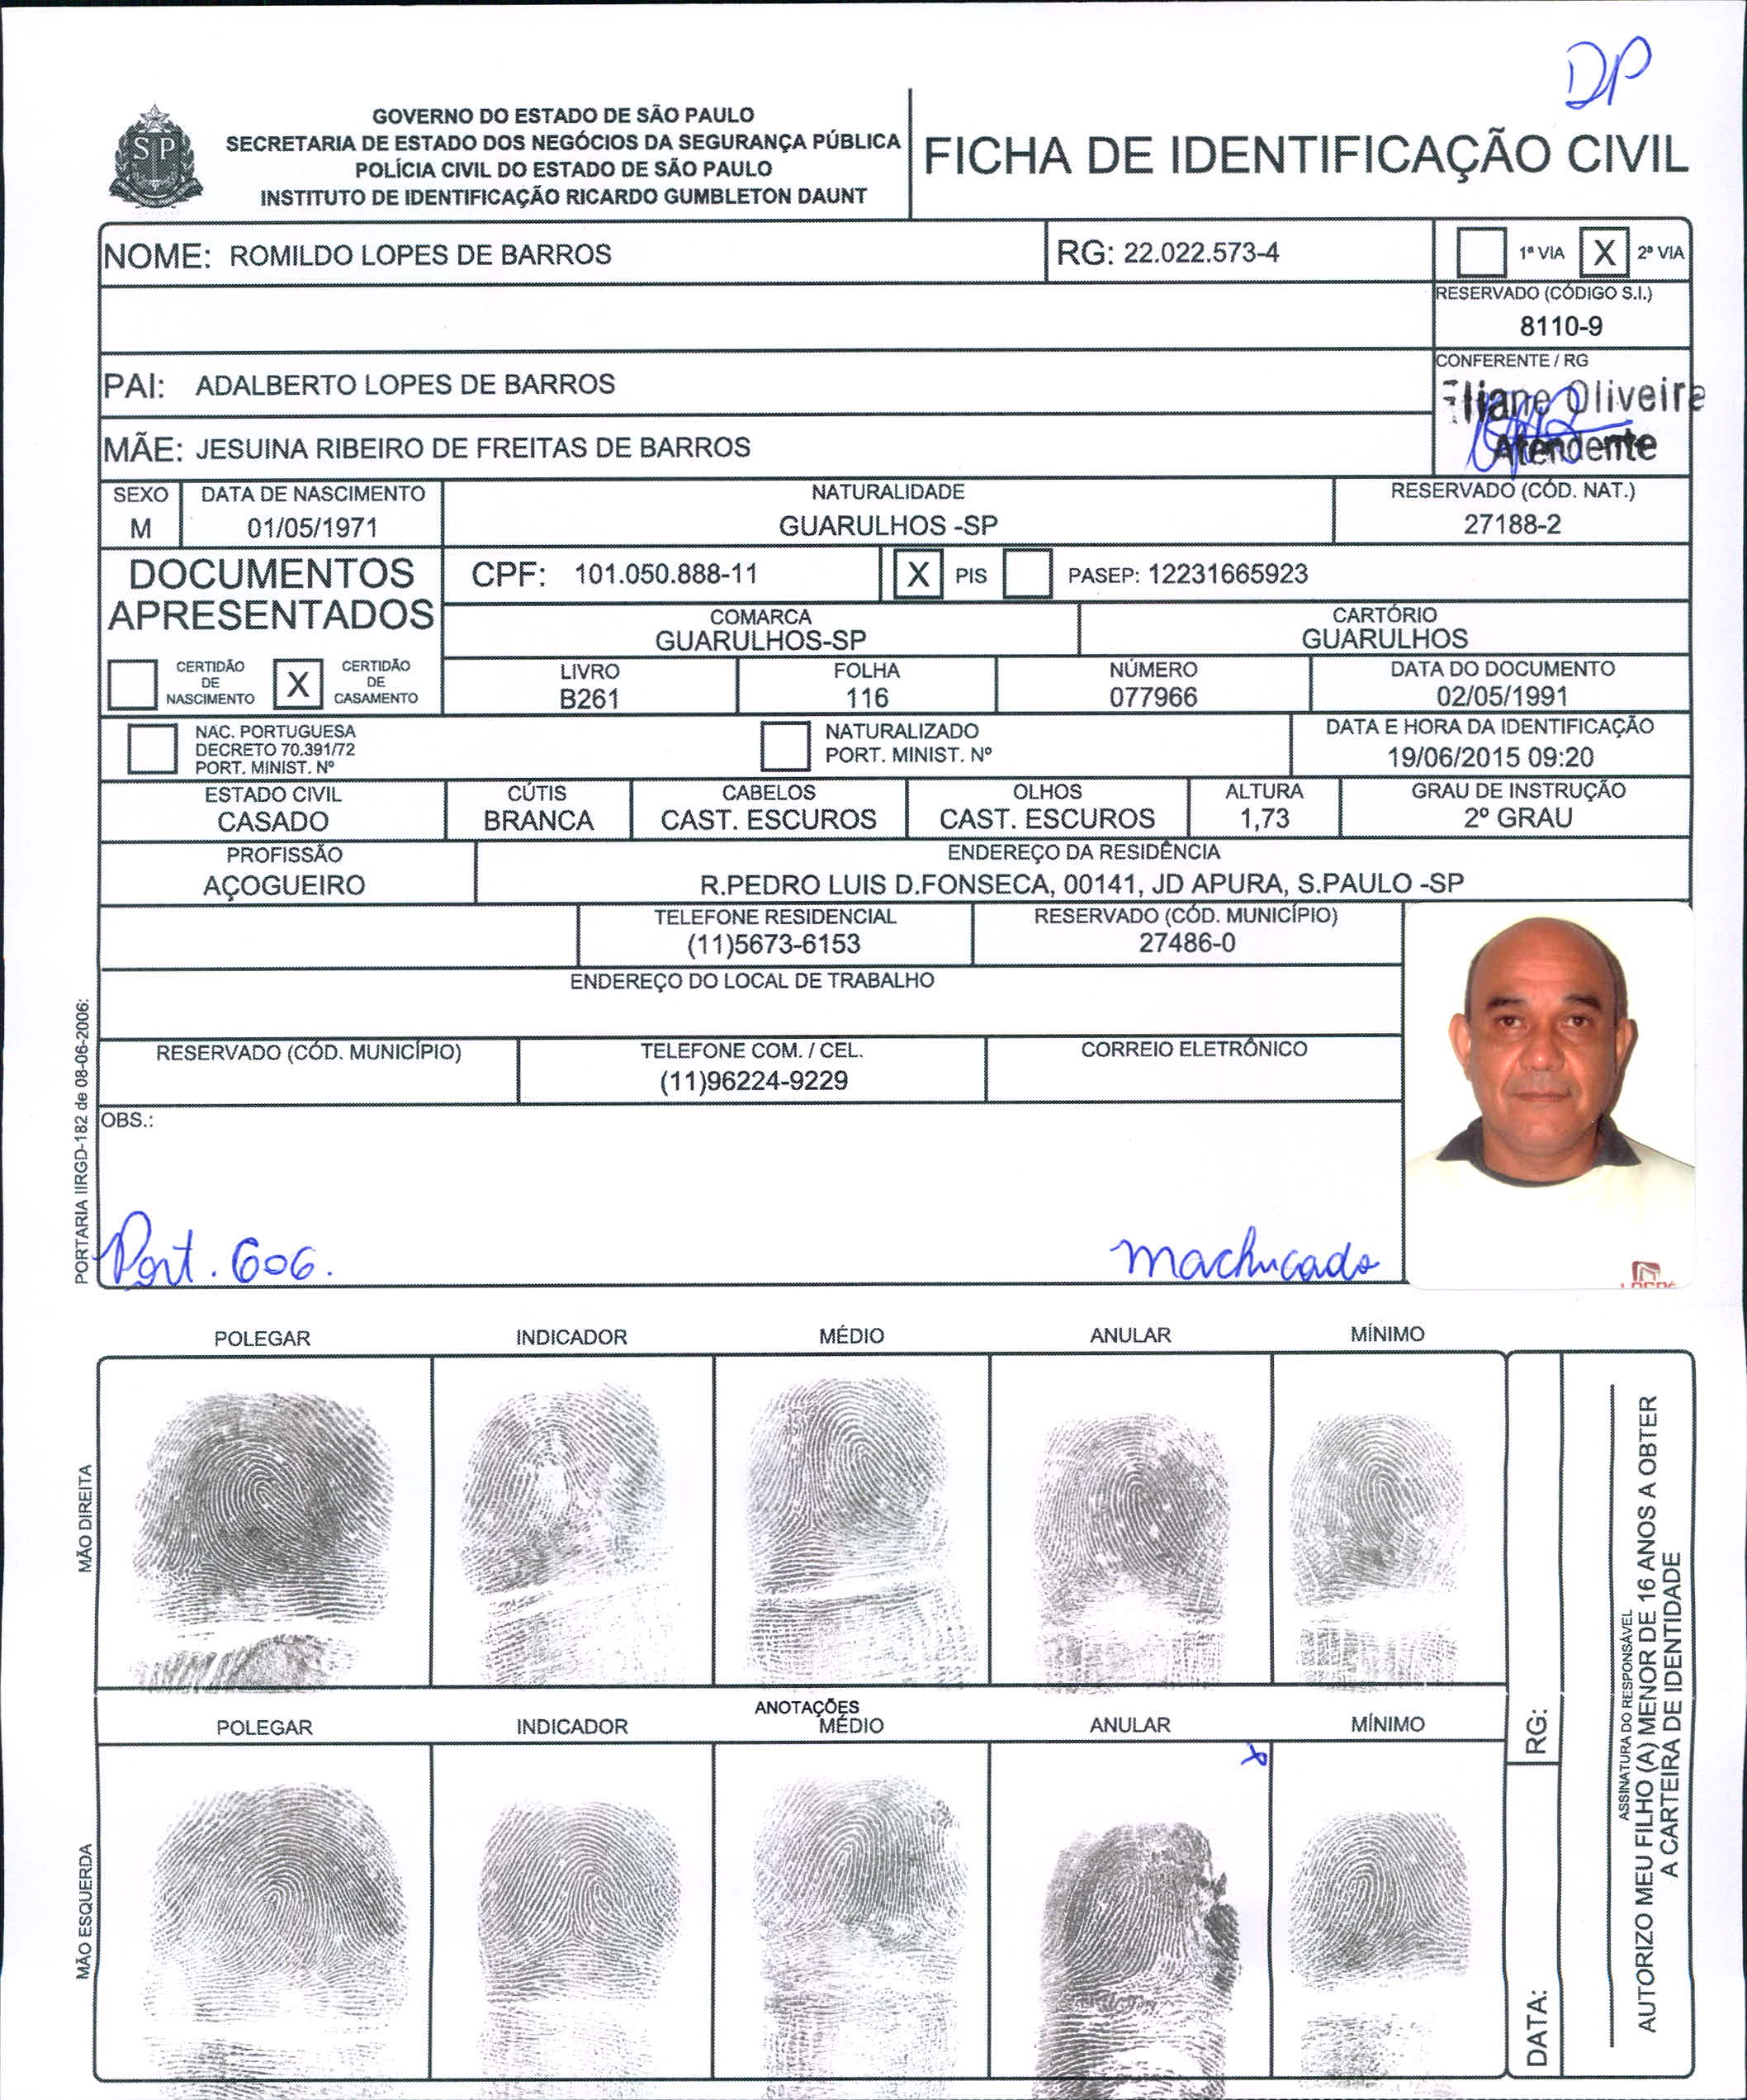 DP
SP
GOVERNO DO ESTADO DE SÃO PAULO
SECRETARIA DE ESTADO DOS NEGÓCIOS DA SEGURANÇA PÚBLICA
POLÍCIA CIVIL DO ESTADO DE SÃO PAULO
INSTITUTO DE IDENTIFICAÇÃO RICARDO GUMBLETON DAUNT
FICHA DE IDENTIFICAÇÃO CIVIL
NOME: ROMILDO LOPES DE BARROS RG: 22.022.573-4 1ª VIA X 2ª VIA
RESERVADO (CÓDIGO S.I.)
8110-9
PAI: ADALBERTO LOPES DE BARROS
CONFERENTE / RG
Eliane Oliveira
Atendente
MÃE: JESUINA RIBEIRO DE FREITAS DE BARROS
SEXO DATA DE NASCIMENTO NATURALIDADE RESERVADO (CÓD. NAT.)
M 01/05/1971 GUARULHOS -SP 27188-2
DOCUMENTOS
APRESENTADOS
CPF: 101.050.888-11 X PIS PASEP: 12231665923
COMARCA CARTÓRIO
GUARULHOS-SP GUARULHOS
CERTIDÃO
DE
NASCIMENTO
X CERTIDÃO
DE
CASAMENTO
LIVRO FOLHA NÚMERO DATA DO DOCUMENTO
B261 116 077966 02/05/1991
NAC. PORTUGUESA
DECRETO 70.391/72
PORT. MINIST. Nº
NATURALIZADO
PORT. MINIST. Nº
DATA E HORA DA IDENTIFICAÇÃO
19/06/2015 09:20
ESTADO CIVIL CÚTIS CABELOS OLHOS ALTURA GRAU DE INSTRUÇÃO
CASADO BRANCA CAST. ESCUROS CAST. ESCUROS 1,73 2º GRAU
PROFISSÃO ENDEREÇO DA RESIDÊNCIA
AÇOGUEIRO R.PEDRO LUIS D.FONSECA, 00141, JD APURA, S.PAULO -SP
TELEFONE RESIDENCIAL RESERVADO (CÓD. MUNICÍPIO)
(11)5673-6153 27486-0
ENDEREÇO DO LOCAL DE TRABALHO
RESERVADO (CÓD. MUNICÍPIO) TELEFONE COM. / CEL. CORREIO ELETRÔNICO
(11)96224-9229
OBS.:
Port. 606. Machucado
PORTARIA IIRGD-182 de 08-06-2006:
POLEGAR INDICADOR MÉDIO ANULAR MÍNIMO
MÃO DIREITA
ANOTAÇÕES
POLEGAR INDICADOR MÉDIO ANULAR MÍNIMO
x
MÃO ESQUERDA
RG:
DATA:
ASSINATURA DO RESPONSÁVEL
AUTORIZO MEU FILHO (A) MENOR DE 16 ANOS A OBTER
A CARTEIRA DE IDENTIDADE